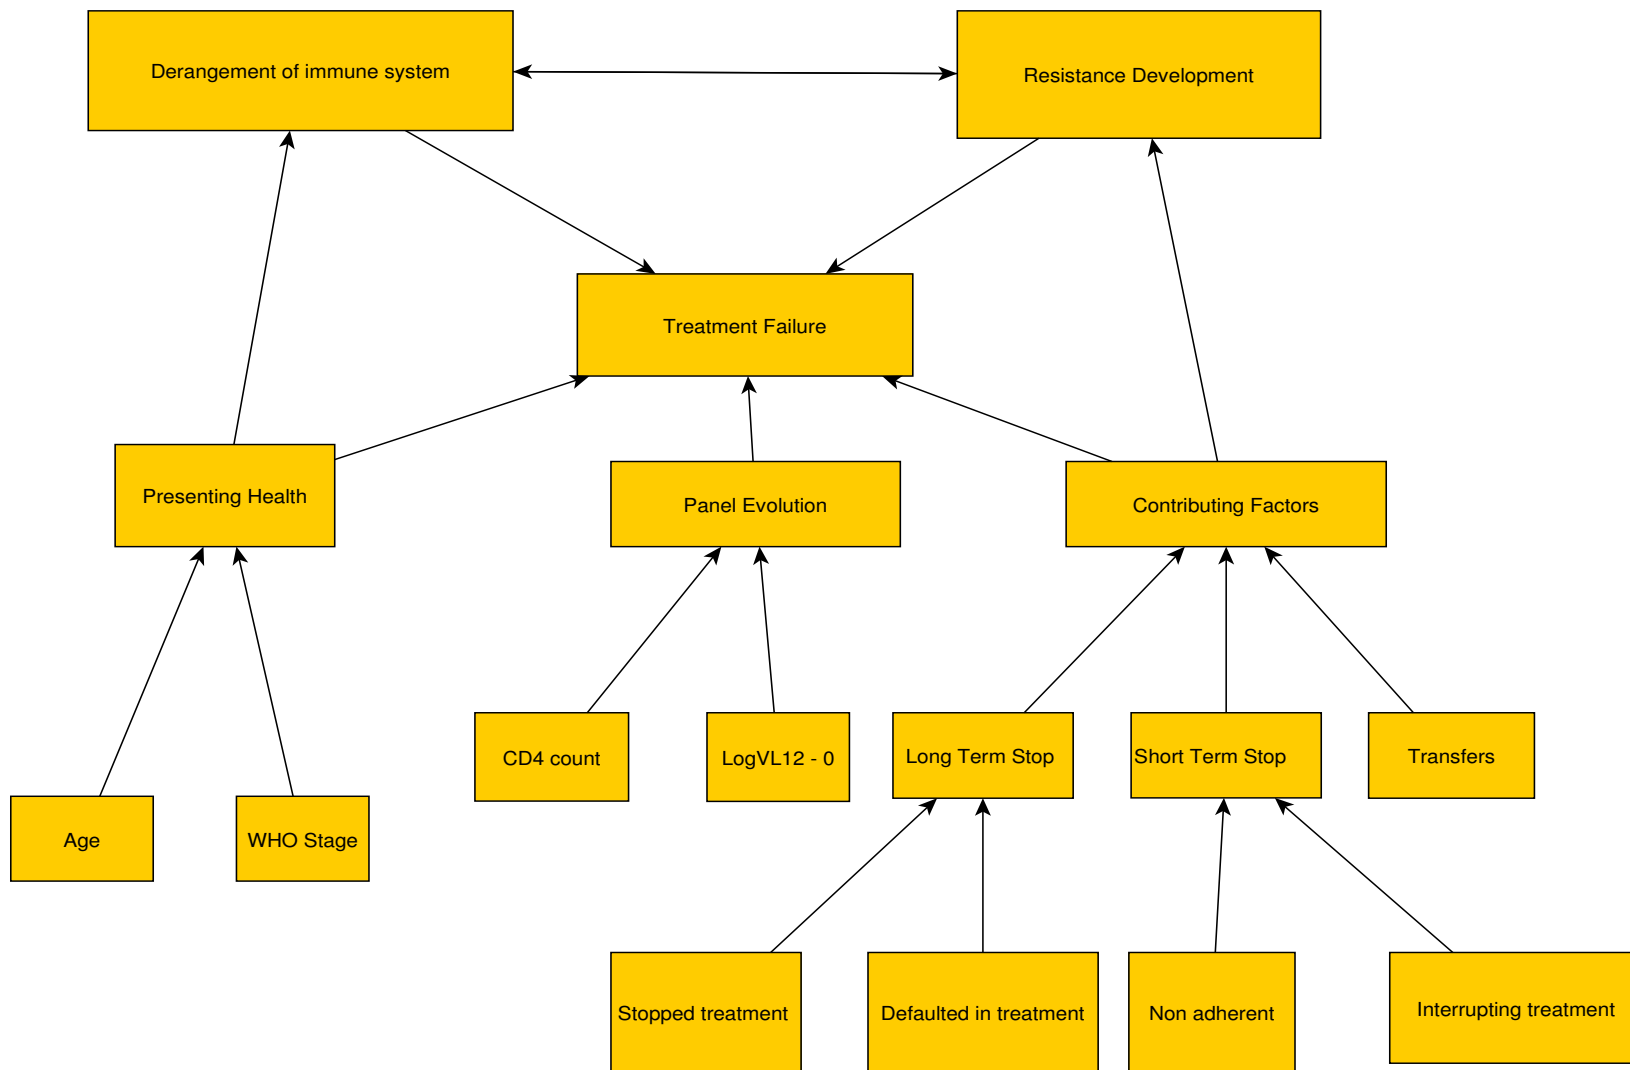 Derangement of immune system
Resistance Development
Treatment Failure
Presenting Health
Panel Evolution
Contributing Factors
CD4 count
LogVL12 - 0
Long Term Stop
Short Term Stop
Transfers
Age
WHO Stage
Stopped treatment
Defaulted in treatment
Non adherent
Interrupting treatment